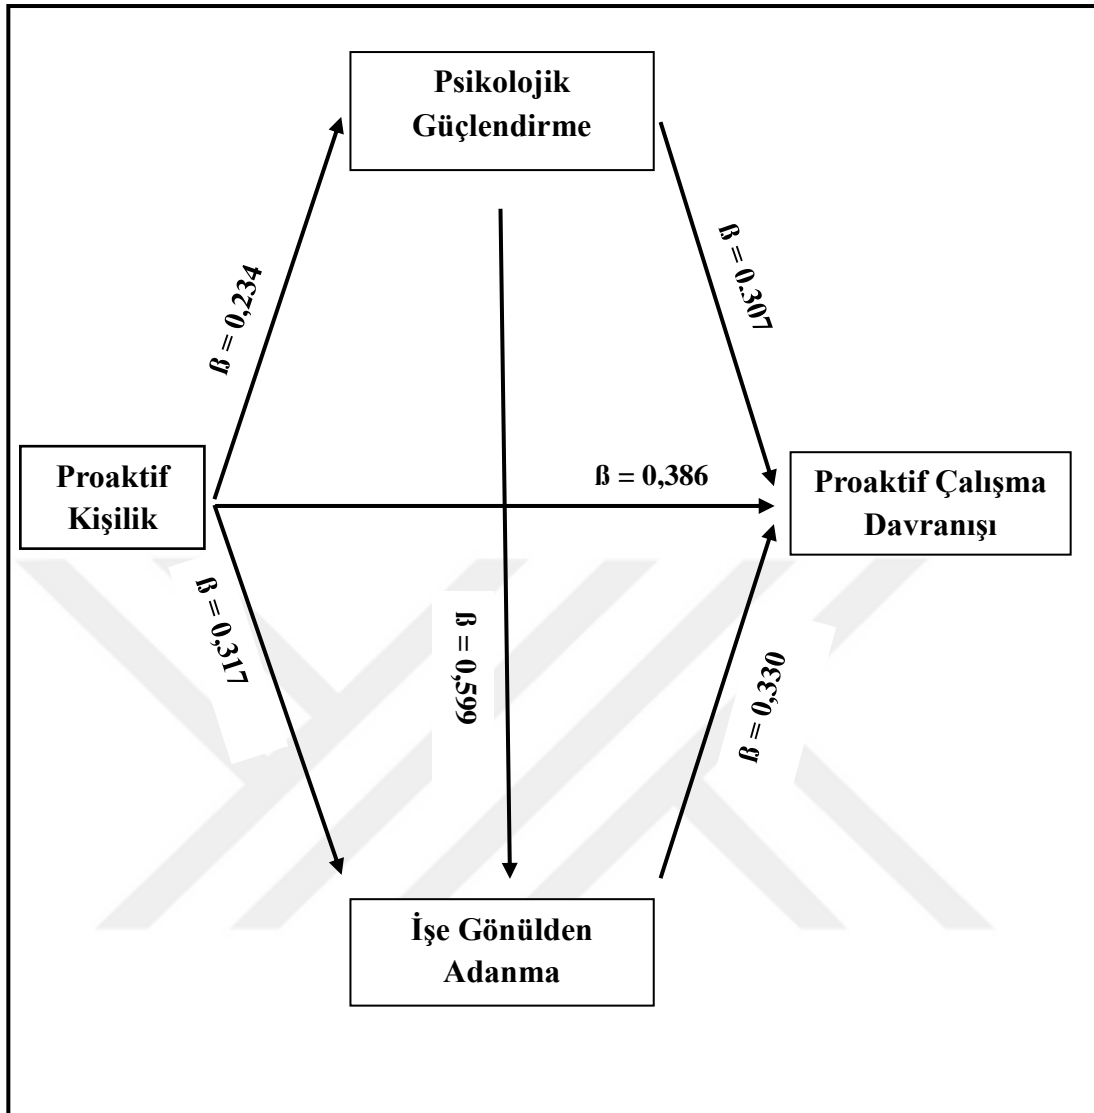 Psikolojik
Güçlendirme
ß = 0,234
ß = 0.307
Proaktif
Kişilik
ß = 0,386
Proaktif Çalışma
Davranışı
ß = 0,317
ß = 0,599
ß = 0,330
İşe Gönülden
Adanma